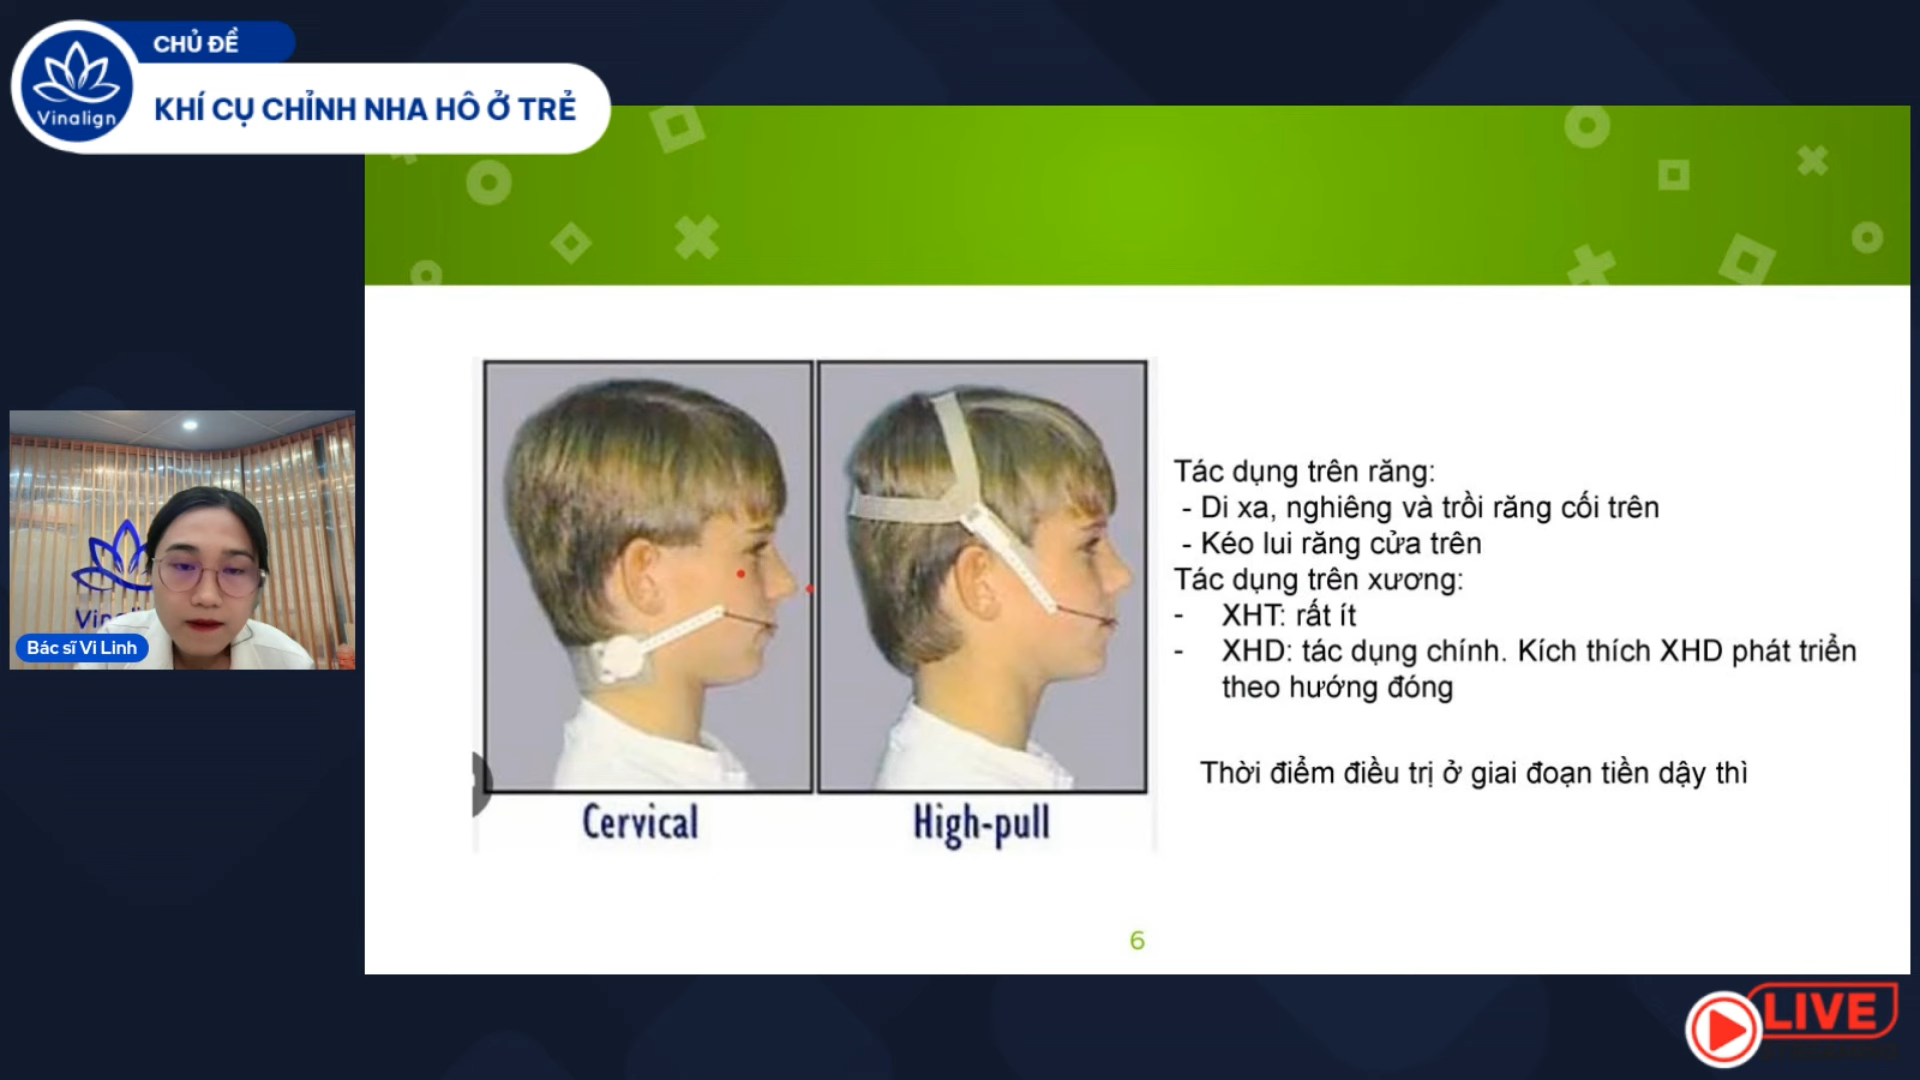 CHỦ ĐỀ
KHÍ CỤ CHỈNH NHA HÔ Ở TRẺ
Vinalign
Tác dụng trên răng:
- Di xa, nghiêng và trồi răng cối trên
- Kéo lui răng cửa trên
Tác dụng trên xương:
- XHT: rất ít
- XHD: tác dụng chính. Kích thích XHD phát triển
theo hướng đóng
Thời điểm điều trị ở giai đoạn tiền dậy thì
Cervical
High-pull
6
Vin
Bác sĩ Vi Linh
LIVE